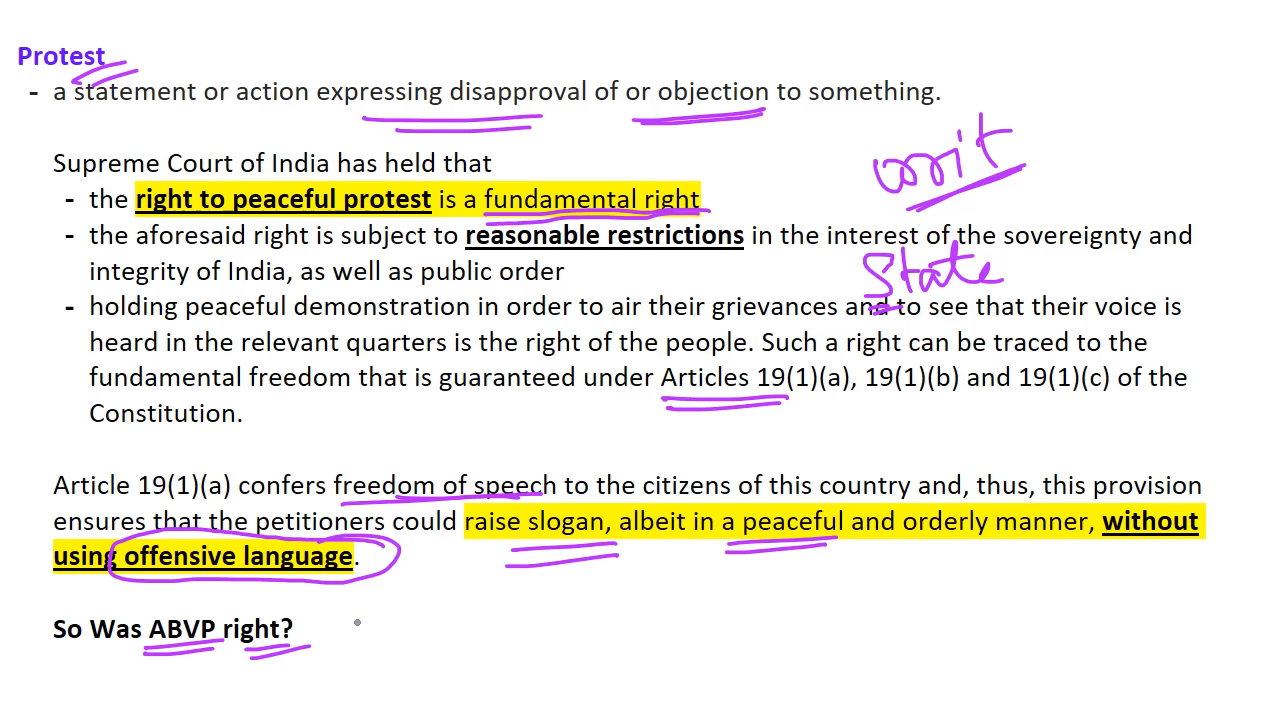 Protest
- a statement or action expressing disapproval of or objection to something.
writ
Supreme Court of India has held that
- the right to peaceful protest is a fundamental right
- the aforesaid right is subject to reasonable restrictions in the interest of the sovereignty and
State
integrity of India, as well as public order
- holding peaceful demonstration in order to air their grievances and to see that their voice is
heard in the relevant quarters is the right of the people. Such a right can be traced to the
fundamental freedom that is guaranteed under Articles 19(1)(a), 19(1)(b) and 19(1)(c) of the
Constitution.
Article 19(1)(a) confers freedom of speech to the citizens of this country and, thus, this provision
ensures that the petitioners could raise slogan, albeit in a peaceful and orderly manner, without
using offensive language.
So Was ABVP right?